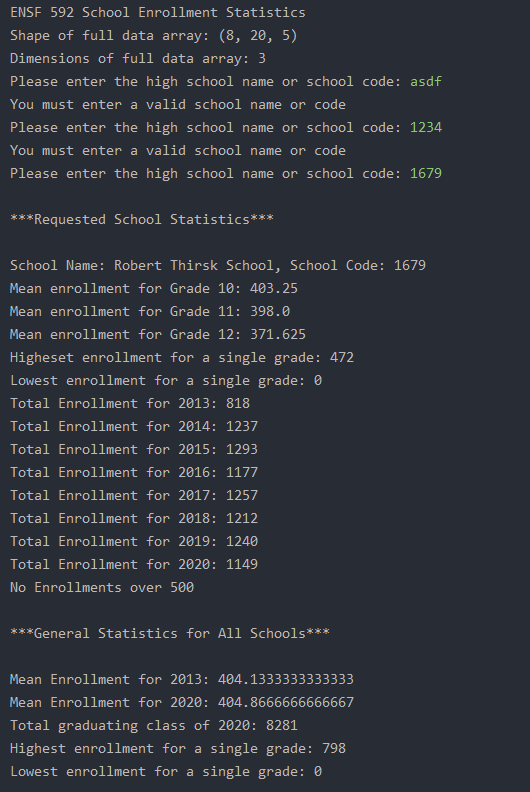 ENSF 592 School Enrollment Statistics
Shape of full data array: (8, 20, 5)
Dimensions of full data array: 3
Please enter the high school name or school code: asdf
You must enter a valid school name or code
Please enter the high school name or school code: 1234
You must enter a valid school name or code
Please enter the high school name or school code: 1679
***Requested School Statistics***
School Name: Robert Thirsk School, School Code: 1679
Mean enrollment for Grade 10: 403.25
Mean enrollment for Grade 11: 398.0
Mean enrollment for Grade 12: 371.625
Higheset enrollment for a single grade: 472
Lowest enrollment for a single grade: 0
Total Enrollment for 2013: 818
Total Enrollment for 2014: 1237
Total Enrollment for 2015: 1293
Total Enrollment for 2016: 1177
Total Enrollment for 2017: 1257
Total Enrollment for 2018: 1212
Total Enrollment for 2019: 1240
Total Enrollment for 2020: 1149
No Enrollments over 500
***General Statistics for All Schools***
Mean Enrollment for 2013: 404.1333333333333
Mean Enrollment for 2020: 404.8666666666667
Total graduating class of 2020: 8281
Highest enrollment for a single grade: 798
Lowest enrollment for a single grade: 0